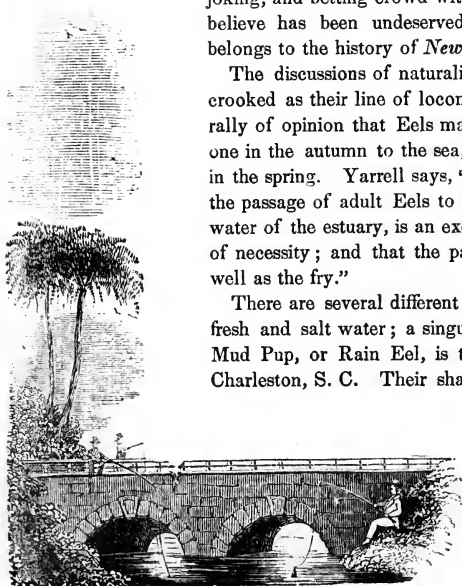 joking, and betting crowd
believe has been undeserved
belongs to the history of New
The discussions of naturali
crooked as their line of locom
rally of opinion that Eels ma
one in the autumn to the sea,
in the spring. Yarrell says, “
the passage of adult Eels to
water of the estuary, is an ex
of necessity; and that the pa
well as the fry.”
There are several different
fresh and salt water; a singu
Mud Pup, or Rain Eel, is t
Charleston, S. C. Their sha